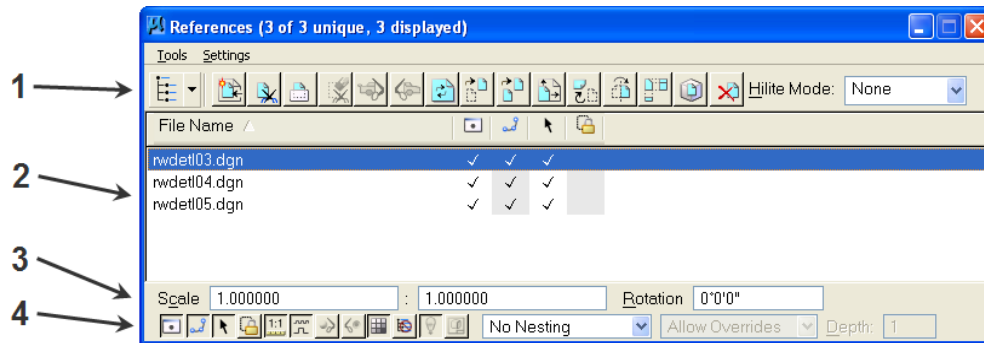 References (3 of 3 unique, 3 displayed)
Tools Settings
1
Hilite Mode: None
File Name
rwdetl03.dgn
2
rwdetl04.dgn
rwdetl05.dgn
3
Scale 1.000000 : 1.000000 Rotation 0°0'0"
4
1:1 No Nesting Allow Overrides Depth: 1